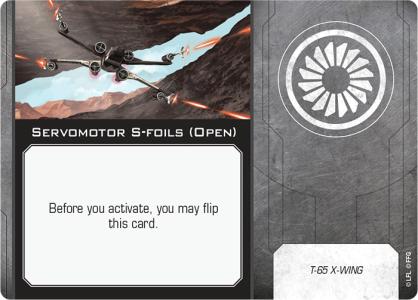 SERVOMOTOR S-FOILS (OPEN)
Before you activate, you may flip
this card.
T-65 X-WING
© LFL © FFG